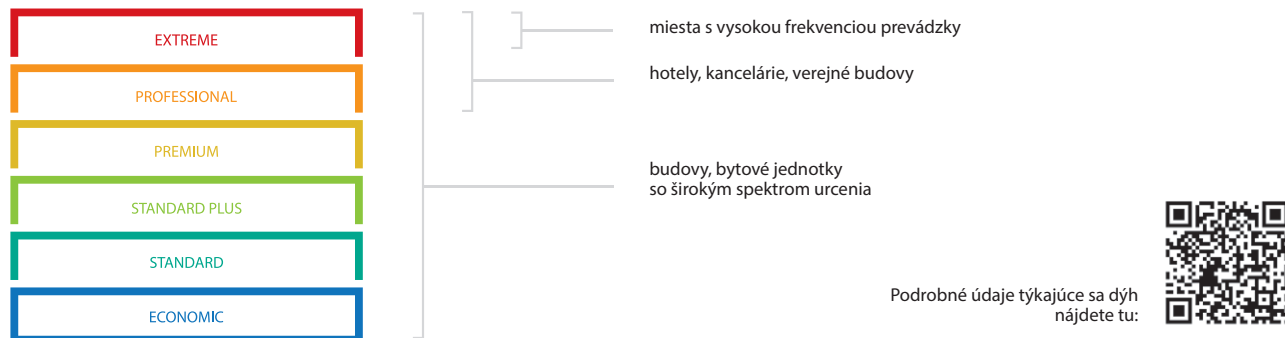 EXTREME
PROFESSIONAL
PREMIUM
STANDARD PLUS
STANDARD
ECONOMIC
miesta s vysokou frekvenciou prevádzky
hotely, kancelárie, verejné budovy
budovy, bytové jednotky
so širokým spektrom urcenia
Podrobné údaje týkajúce sa dýh
nájdete tu: